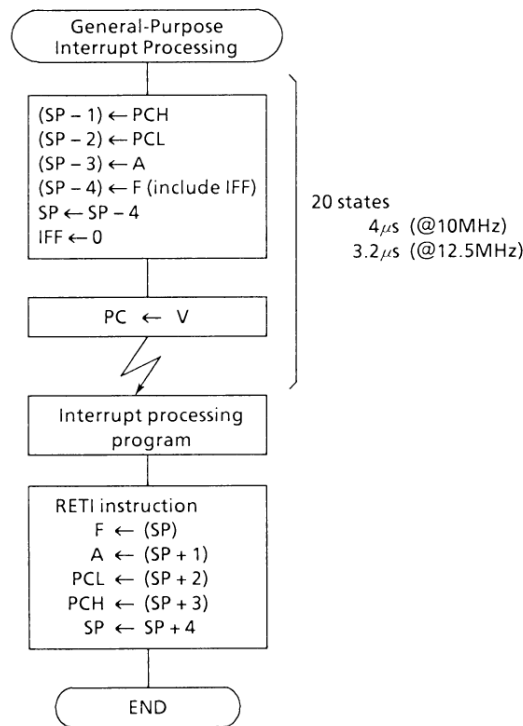 General-Purpose
Interrupt Processing
(SP – 1) ← PCH
(SP – 2) ← PCL
(SP – 3) ← A
(SP – 4) ← F (include IFF)
SP ← SP – 4
IFF ← 0
20 states
4μs (@10MHz)
3.2μs (@12.5MHz)
PC ← V
Interrupt processing
program
RETI instruction
F ← (SP)
A ← (SP + 1)
PCL ← (SP + 2)
PCH ← (SP + 3)
SP ← SP + 4
END